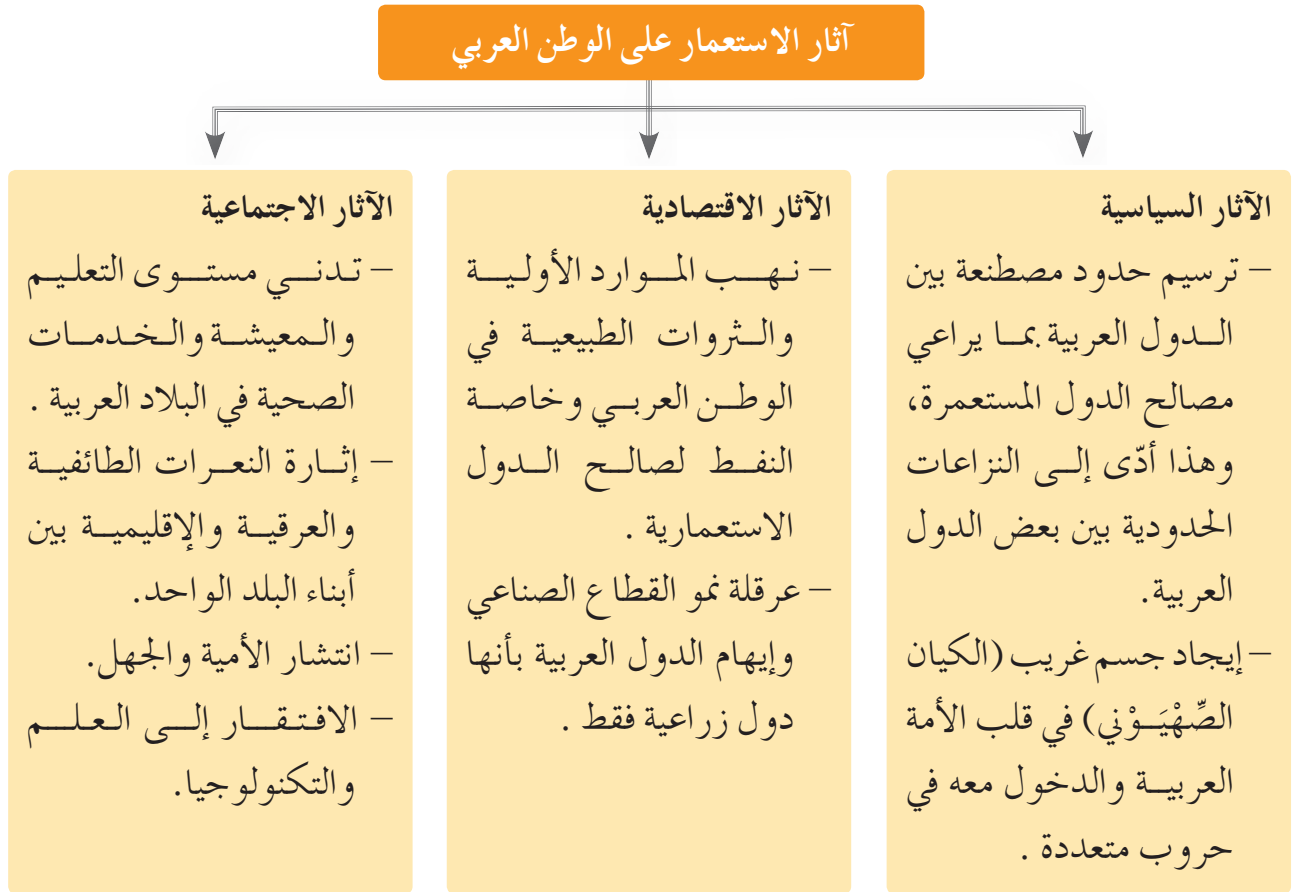 آثار الاستعمار على الوطن العربي
الآثار السياسية
– ترسيم حدود مصطنعة بين
الدول العربية بما يراعي
مصالح الدول المستعمرة،
وهذا أدّى إلى النزاعات
الحدودية بين بعض الدول
العربية.
– إيجاد جسم غريب (الكيان
الصِّهْيَوْني) في قلب الأمة
العربية والدخول معه في
حروب متعددة .
الآثار الاقتصادية
– نهب الموارد الأولية
والثروات الطبيعية في
الوطن العربي وخاصة
النفط لصالح الدول
الاستعمارية .
– عرقلة نمو القطاع الصناعي
وإيهام الدول العربية بأنها
دول زراعية فقط .
الآثار الاجتماعية
– تدني مستوى التعليم
والمعيشة والخدمات
الصحية في البلاد العربية .
– إثارة النعرات الطائفية
والعرقية والإقليمية بين
أبناء البلد الواحد.
– انتشار الأمية والجهل.
– الافتقار إلى العلم
والتكنولوجيا.